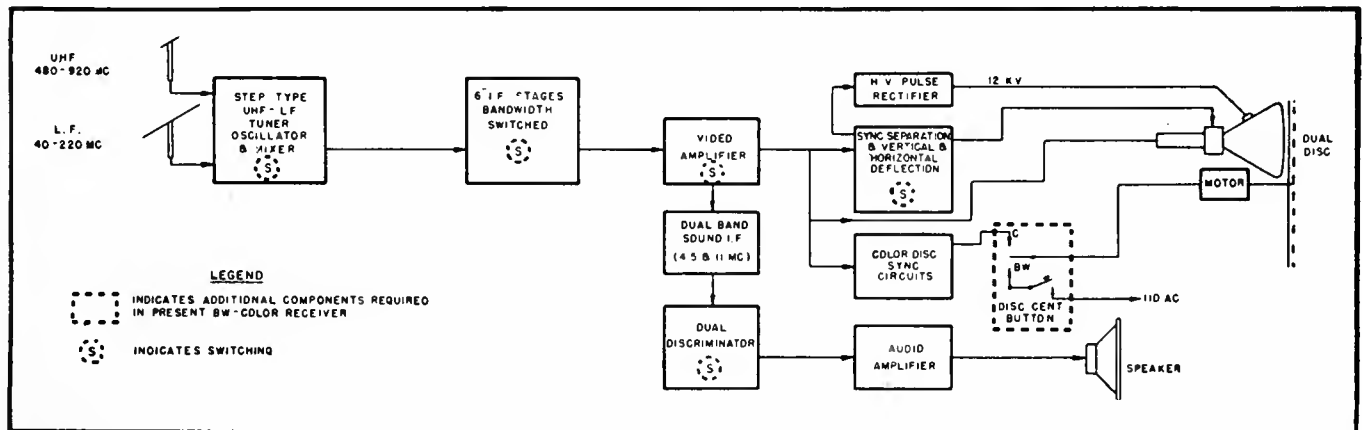 UHF
480-920 MC
L.F.
40-220 MC
STEP TYPE
UHF-LF
TUNER
OSCILLATOR
& MIXER
S
6 I.F. STAGES
BANDWIDTH
SWITCHED
S
VIDEO
AMPLIFIER
S
DUAL BAND
SOUND I.F
(4.5 & 11 MC)
DUAL
DISCRIMINATOR
S
H.V. PULSE
RECTIFIER
12 KV
SYNC SEPARATION
& VERTICAL &
HORIZONTAL
DEFLECTION
S
COLOR DISC
SYNC
CIRCUITS
C
BW
DISC CENT
BUTTON
110 AC
MOTOR
DUAL
DISC
AUDIO
AMPLIFIER
SPEAKER
LEGEND
INDICATES ADDITIONAL COMPONENTS REQUIRED
IN PRESENT BW-COLOR RECEIVER
S
INDICATES SWITCHING